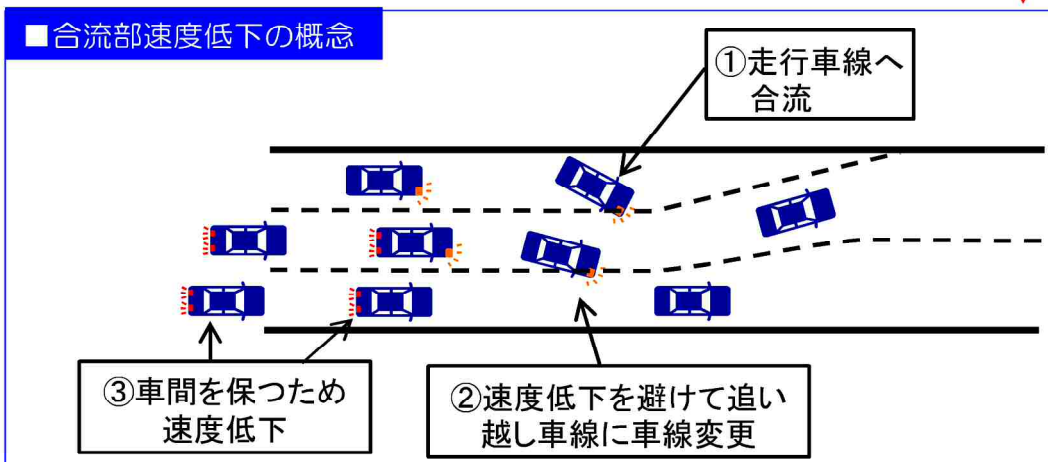 ■合流部速度低下の概念
①走行車線へ
合流
③車間を保つため
速度低下
②速度低下を避けて追い
越し車線に車線変更